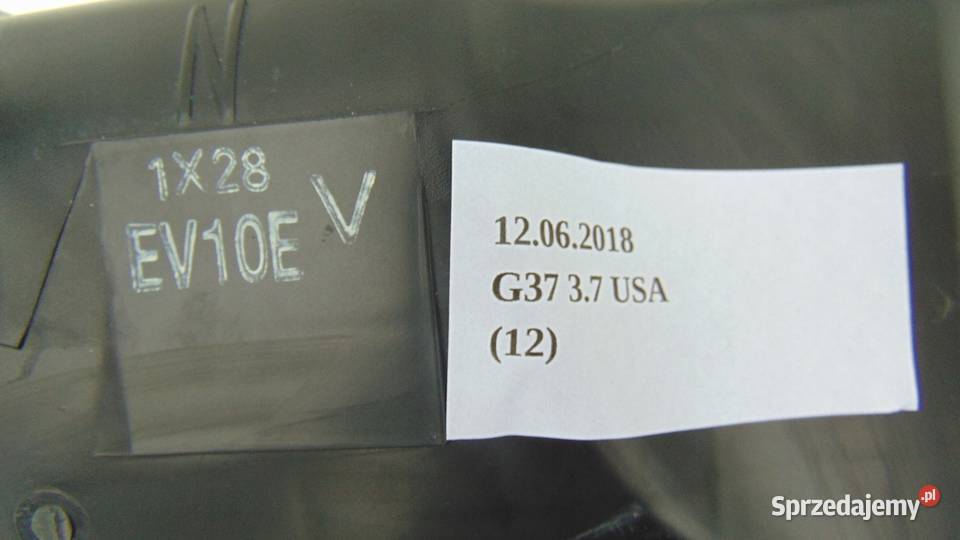 N
1X28
EV10E V
12.06.2018
G37 3.7 USA
(12)
Sprzedajemy.pl